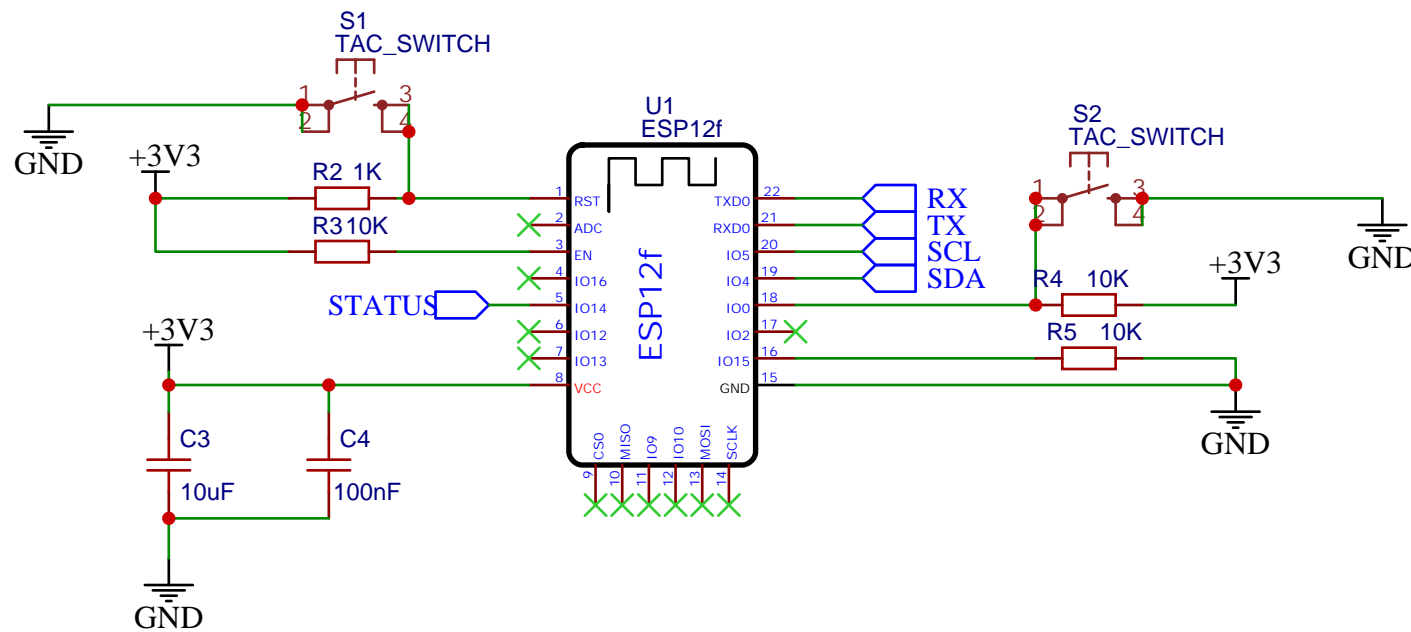 S1
TAC_SWITCH
1
2
3
4
GND
+3V3
R2 1K
R3 10K
STATUS
+3V3
C3
10uF
C4
100nF
GND
U1
ESP12f
ESP12f
1 RST
2 ADC
3 EN
4 IO16
5 IO14
6 IO12
7 IO13
8 VCC
9 CS0
10 MISO
11 IO9
12 IO10
13 MOSI
14 SCLK
TXD0 22
RXD0 21
IO5 20
IO4 19
IO0 18
IO2 17
IO15 16
GND 15
RX
TX
SCL
SDA
S2
TAC_SWITCH
1
2
3
4
GND
R4 10K
+3V3
R5 10K
GND